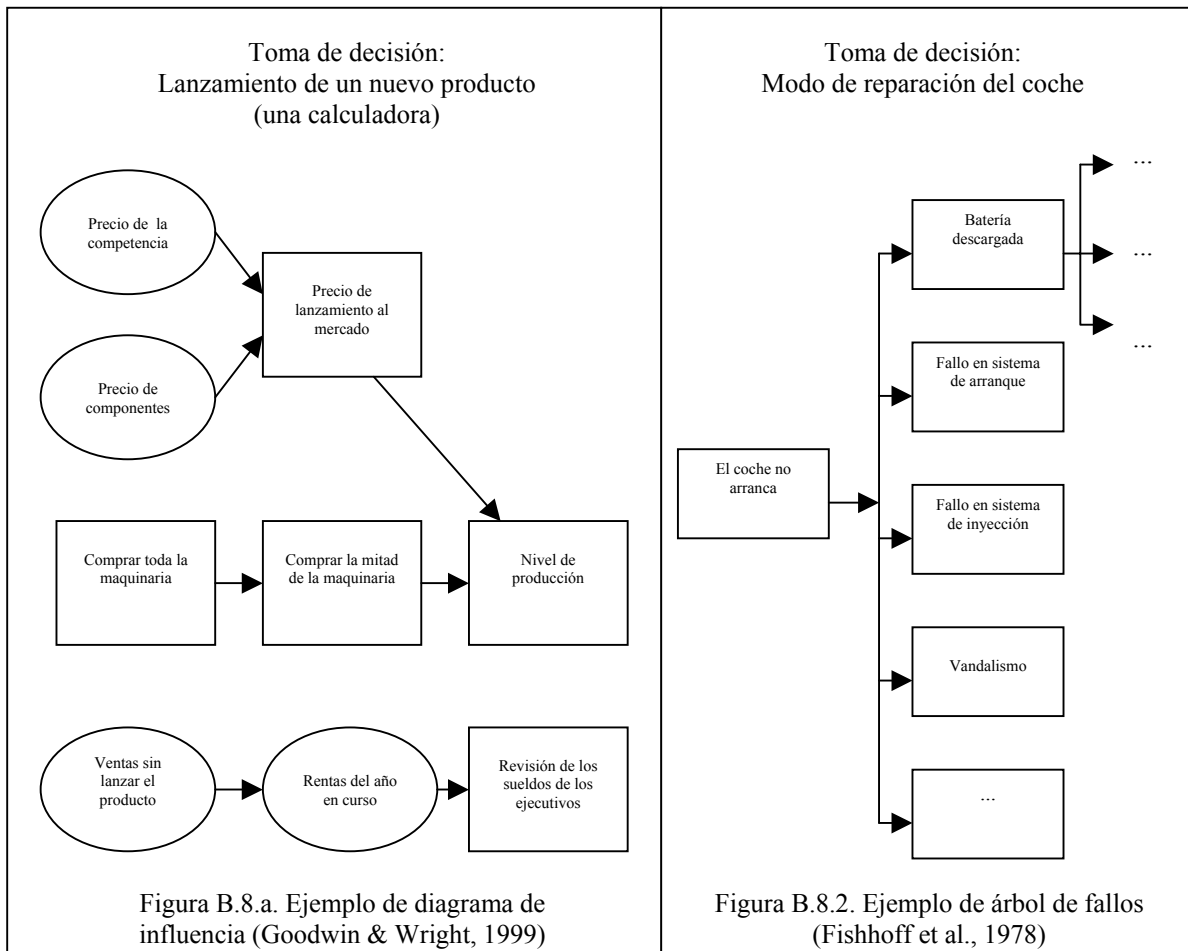 Toma de decisión:
Lanzamiento de un nuevo producto
(una calculadora)
Precio de la
competencia
Precio de
lanzamiento al
mercado
Precio de
componentes
Comprar toda la
maquinaria
Comprar la mitad
de la maquinaria
Nivel de
producción
Ventas sin
lanzar el
producto
Rentas del año
en curso
Revisión de los
sueldos de los
ejecutivos
Figura B.8.a. Ejemplo de diagrama de
influencia (Goodwin & Wright, 1999)
Toma de decisión:
Modo de reparación del coche
Batería
descargada
...
...
...
Fallo en sistema
de arranque
El coche no
arranca
Fallo en sistema
de inyección
Vandalismo
...
Figura B.8.2. Ejemplo de árbol de fallos
(Fishhoff et al., 1978)